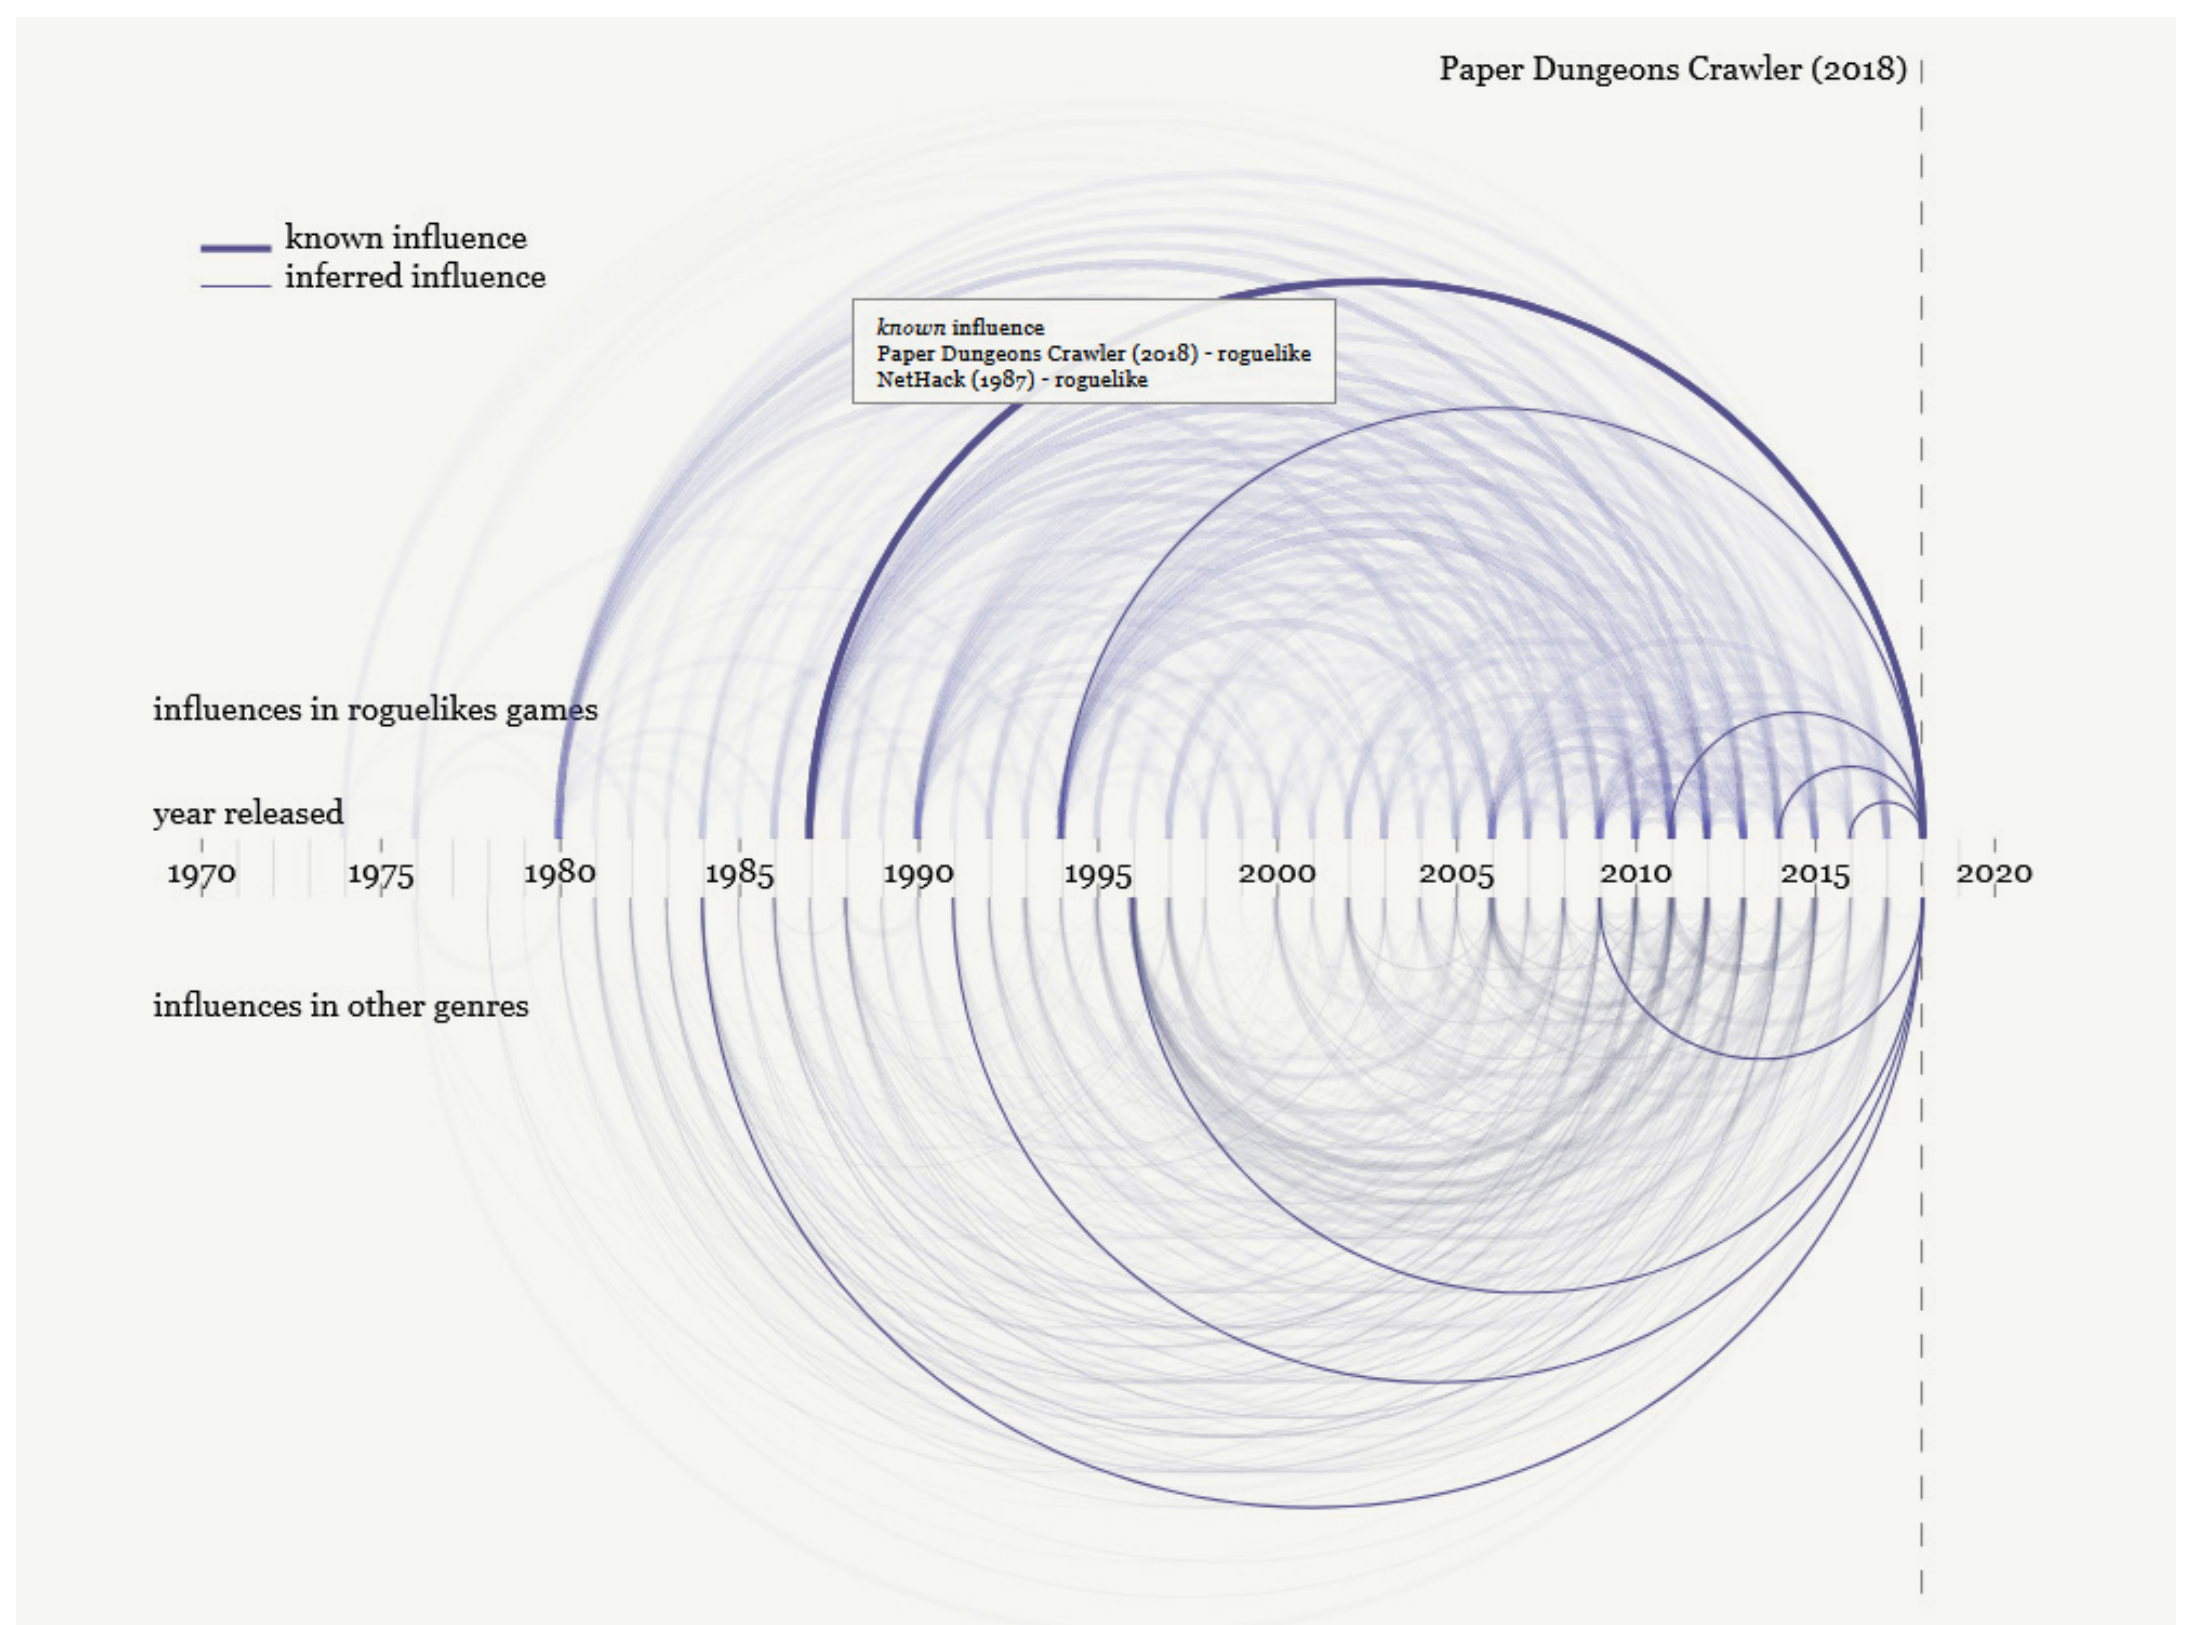 Paper Dungeons Crawler (2018)
known influence
inferred influence
known influence
Paper Dungeons Crawler (2018) - roguelike
NetHack (1987) - roguelike
influences in roguelikes games
year released
1970 1975 1980 1985 1990 1995 2000 2005 2010 2015 2020
influences in other genres